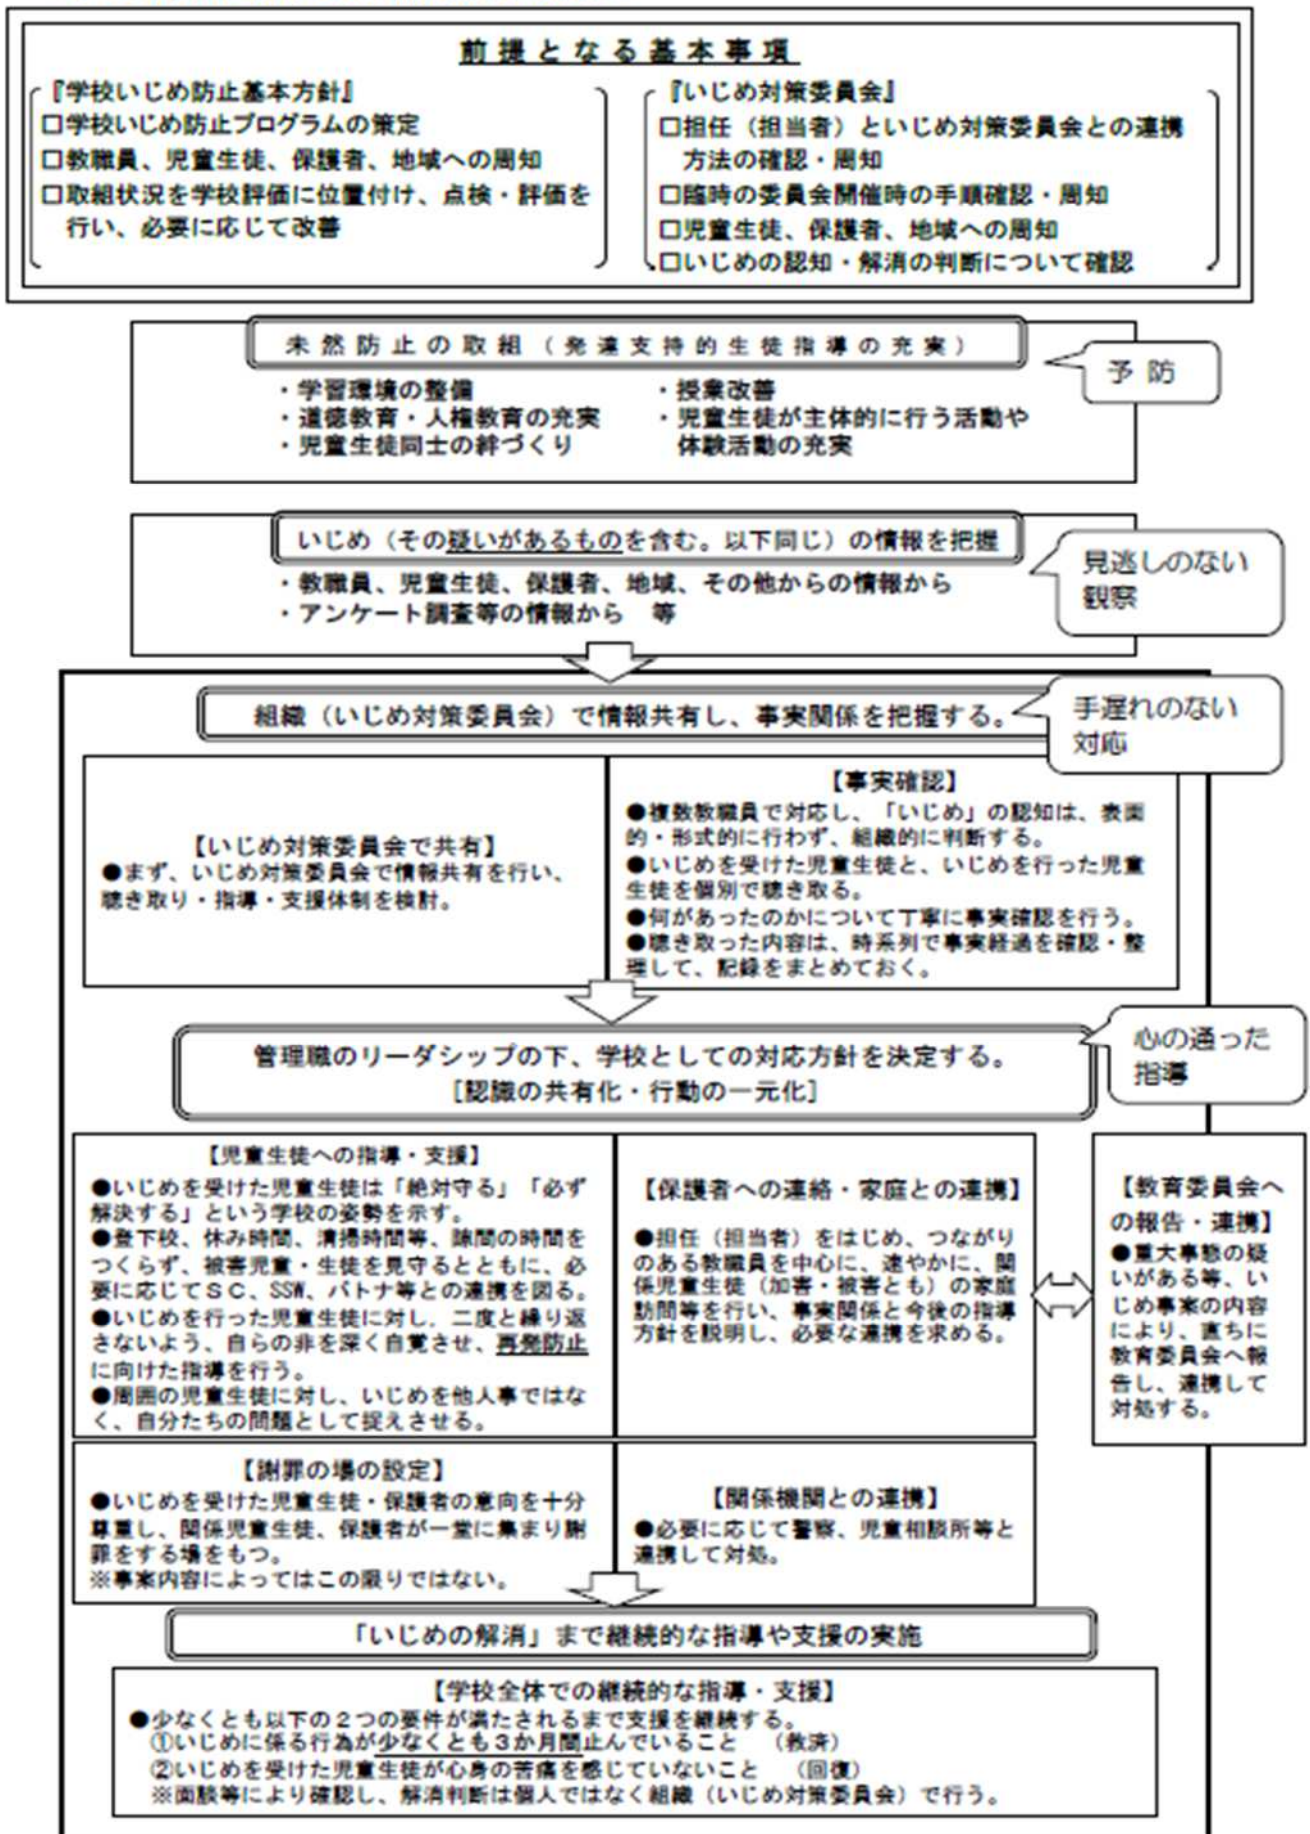 前提となる基本事項
『学校いじめ防止基本方針』
□学校いじめ防止プログラムの策定
□教職員、児童生徒、保護者、地域への周知
□取組状況を学校評価に位置付け、点検・評価を
行い、必要に応じて改善
『いじめ対策委員会』
□担任（担当者）といじめ対策委員会との連携
方法の確認・周知
□臨時の委員会開催時の手順確認・周知
□児童生徒、保護者、地域への周知
□いじめの認知・解消の判断について確認
未然防止の取組（発達支持的生徒指導の充実）
予防
・学習環境の整備
・道徳教育・人権教育の充実
・児童生徒同士の絆づくり
・授業改善
・児童生徒が主体的に行う活動や
体験活動の充実
いじめ（その疑いがあるものを含む。以下同じ）の情報を把握
見逃しのない
観察
・教職員、児童生徒、保護者、地域、その他からの情報から
・アンケート調査等の情報から　等
組織（いじめ対策委員会）で情報共有し、事実関係を把握する。
手遅れのない
対応
【いじめ対策委員会で共有】
●まず、いじめ対策委員会で情報共有を行い、
聴き取り・指導・支援体制を検討。
【事実確認】
●複数教職員で対応し、「いじめ」の認知は、表面
的・形式的に行わず、組織的に判断する。
●いじめを受けた児童生徒と、いじめを行った児童
生徒を個別で聴き取る。
●何があったのかについて丁寧に事実確認を行う。
●聴き取った内容は、時系列で事実経過を確認・整
理して、記録をまとめておく。
管理職のリーダシップの下、学校としての対応方針を決定する。
［認識の共有化・行動の一元化］
心の通った
指導
【児童生徒への指導・支援】
●いじめを受けた児童生徒は「絶対守る」「必ず
解決する」という学校の姿勢を示す。
●登下校、休み時間、清掃時間等、隙間の時間を
つくらず、被害児童・生徒を見守るとともに、必
要に応じてＳＣ、SSW、パトナ等との連携を図る。
●いじめを行った児童生徒に対し、二度と繰り返
さないよう、自らの非を深く自覚させ、再発防止
に向けた指導を行う。
●周囲の児童生徒に対し、いじめを他人事ではな
く、自分たちの問題として捉えさせる。
【保護者への連絡・家庭との連携】
●担任（担当者）をはじめ、つながり
のある教職員を中心に、速やかに、関
係児童生徒（加害・被害とも）の家庭
訪問等を行い、事実関係と今後の指導
方針を説明し、必要な連携を求める。
【教育委員会へ
の報告・連携】
●重大事態の疑
いがある等、い
じめ事案の内容
により、直ちに
教育委員会へ報
告し、連携して
対処する。
【謝罪の場の設定】
●いじめを受けた児童生徒・保護者の意向を十分
尊重し、関係児童生徒、保護者が一堂に集まり謝
罪をする場をもつ。
※事案内容によってはこの限りではない。
【関係機関との連携】
●必要に応じて警察、児童相談所等と
連携して対処。
「いじめの解消」まで継続的な指導や支援の実施
【学校全体での継続的な指導・支援】
●少なくとも以下の２つの要件が満たされるまで支援を継続する。
①いじめに係る行為が少なくとも３か月間止んでいること　（救済）
②いじめを受けた児童生徒が心身の苦痛を感じていないこと　（回復）
※面談等により確認し、解消判断は個人ではなく組織（いじめ対策委員会）で行う。